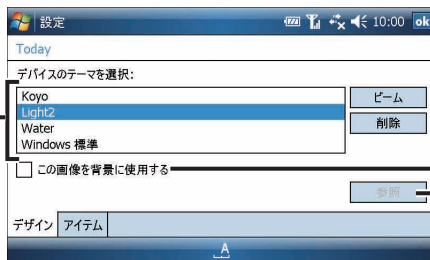 設定 10:00 ok
Today
デバイスのテーマを選択:
Koyo ビーム
Light2 削除
Water
Windows 標準
この画像を背景に使用する
参照
デザイン アイテム
A